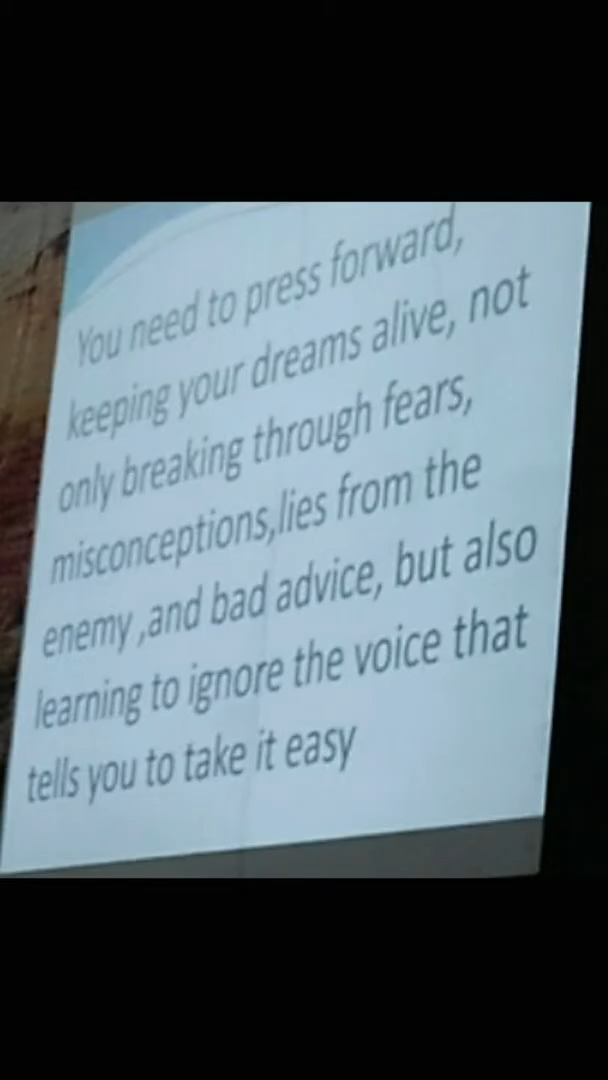 You need to press forward,
keeping your dreams alive, not
only breaking through fears,
misconceptions,lies from the
enemy ,and bad advice, but also
learning to ignore the voice that
tells you to take it easy